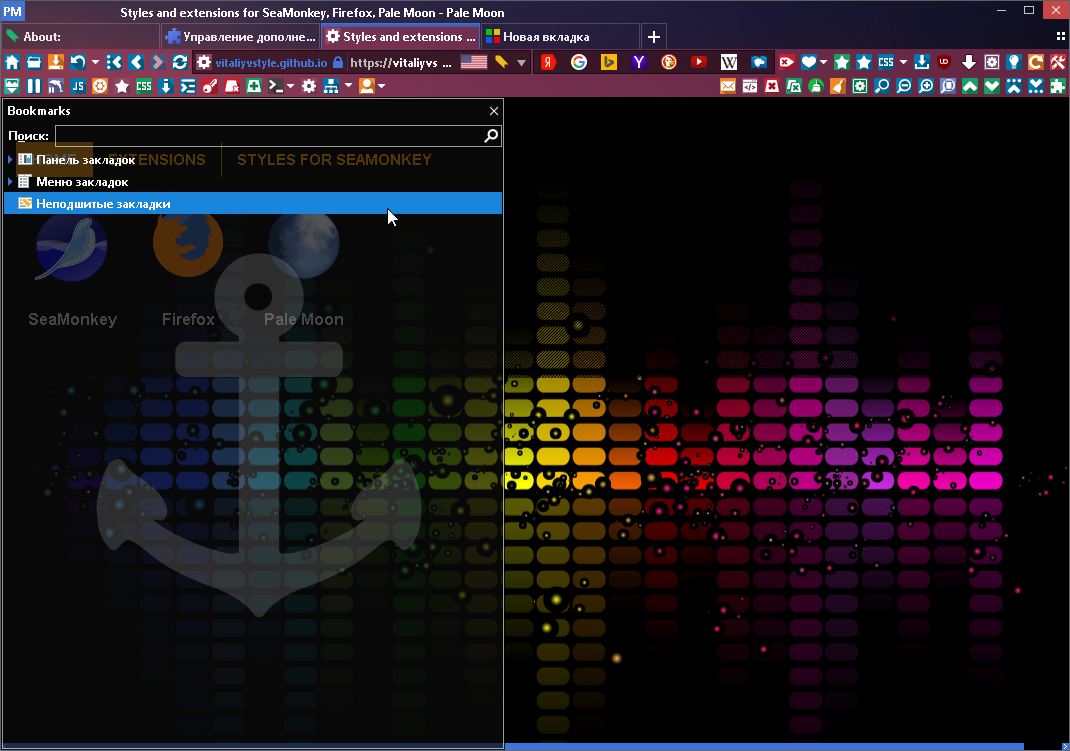 PM Styles and extensions for SeaMonkey, Firefox, Pale Moon - Pale Moon
About: Управление дополне... Styles and extensions ... Новая вкладка
vitaliyvstyle.github.io https://vitaliyvs ... Я G b Y W CSS UD C
JS CSS
Bookmarks
Поиск:
Панель закладок EXTENSIONS STYLES FOR SEAMONKEY
Меню закладок
Неподшитые закладки
SeaMonkey Firefox Pale Moon